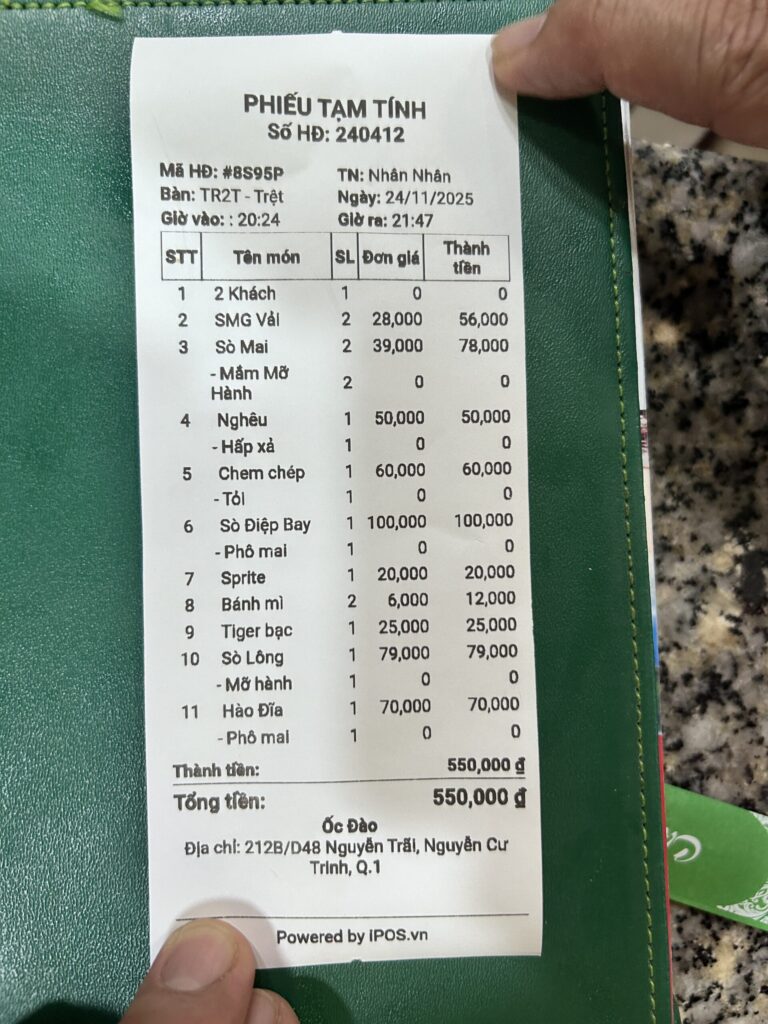 PHIẾU TẠM TÍNH
Số HĐ: 240412
Mã HĐ: #8S95P TN: Nhân Nhân
Bàn: TR2T - Trệt Ngày: 24/11/2025
Giờ vào: : 20:24 Giờ ra: 21:47
STT Tên món SL Đơn giá Thành tiền
1 2 Khách 1 0 0
2 SMG Vải 2 28,000 56,000
3 Sò Mai 2 39,000 78,000
- Mắm Mỡ Hành 2 0 0
4 Nghêu 1 50,000 50,000
- Hấp xả 1 0 0
5 Chem chép 1 60,000 60,000
- Tỏi 1 0 0
6 Sò Điệp Bay 1 100,000 100,000
- Phô mai 1 0 0
7 Sprite 1 20,000 20,000
8 Bánh mì 2 6,000 12,000
9 Tiger bạc 1 25,000 25,000
10 Sò Lông 1 79,000 79,000
- Mỡ hành 1 0 0
11 Hào Đĩa 1 70,000 70,000
- Phô mai 1 0 0
Thành tiền: 550,000 ₫
Tổng tiền: 550,000 ₫
Ốc Đào
Địa chỉ: 212B/D48 Nguyễn Trãi, Nguyễn Cư
Trinh, Q.1
Powered by iPOS.vn